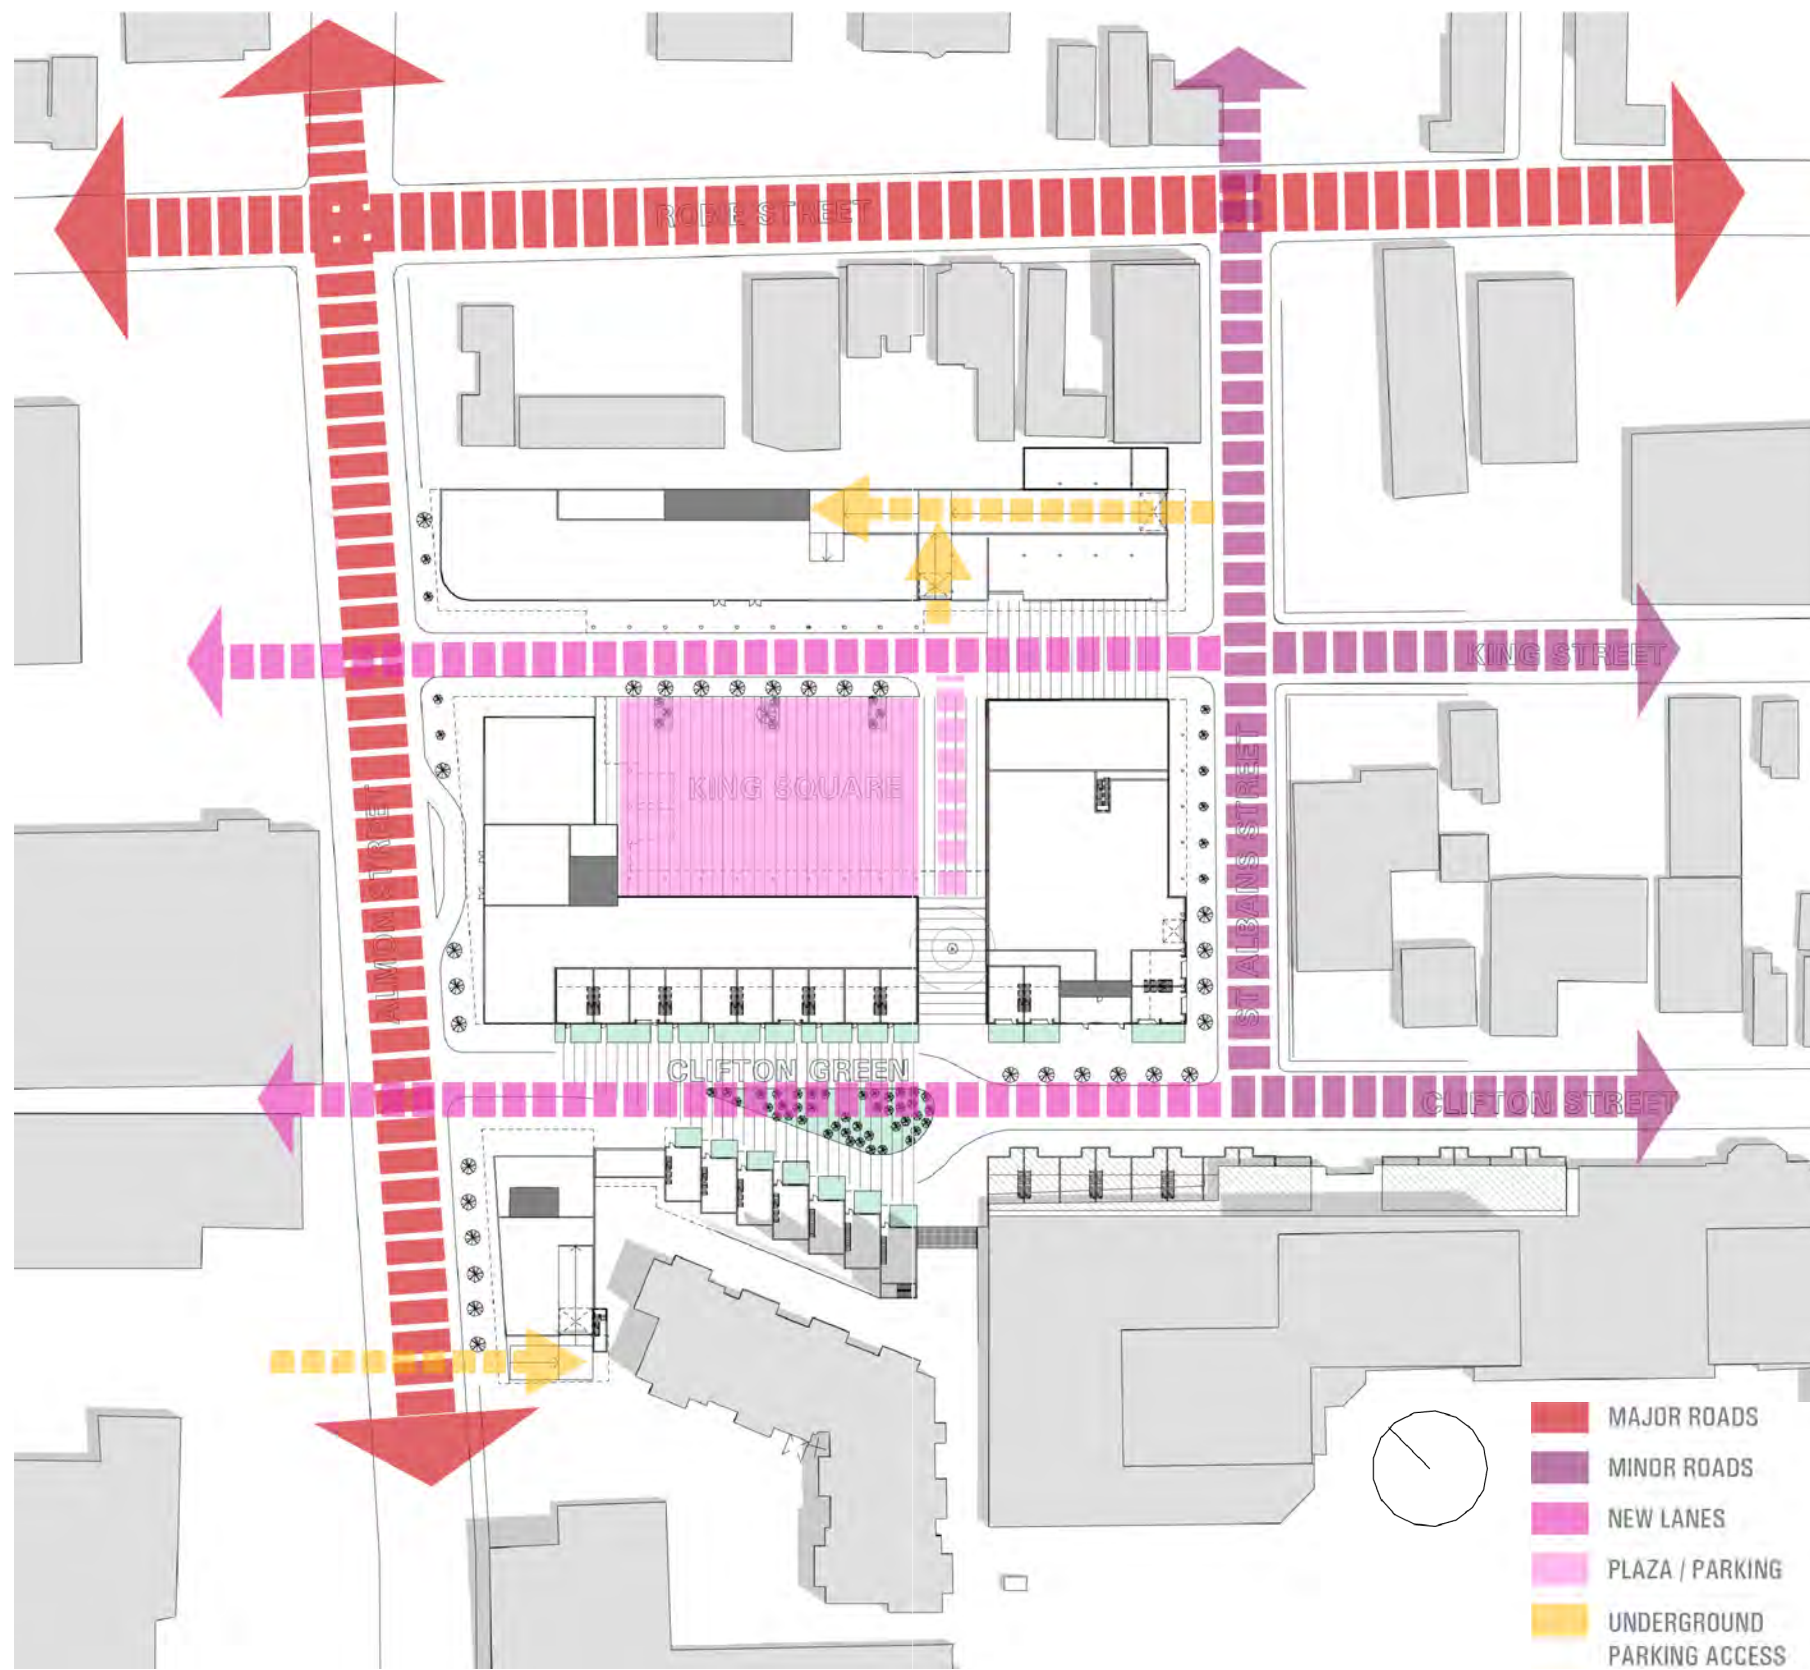 ROBIE STREET
KING STREET
KING SQUARE
ALMON STREET
ST ALBANS STREET
CLIFTON GREEN
CLIFTON STREET
MAJOR ROADS
MINOR ROADS
NEW LANES
PLAZA / PARKING
UNDERGROUND
PARKING ACCESS